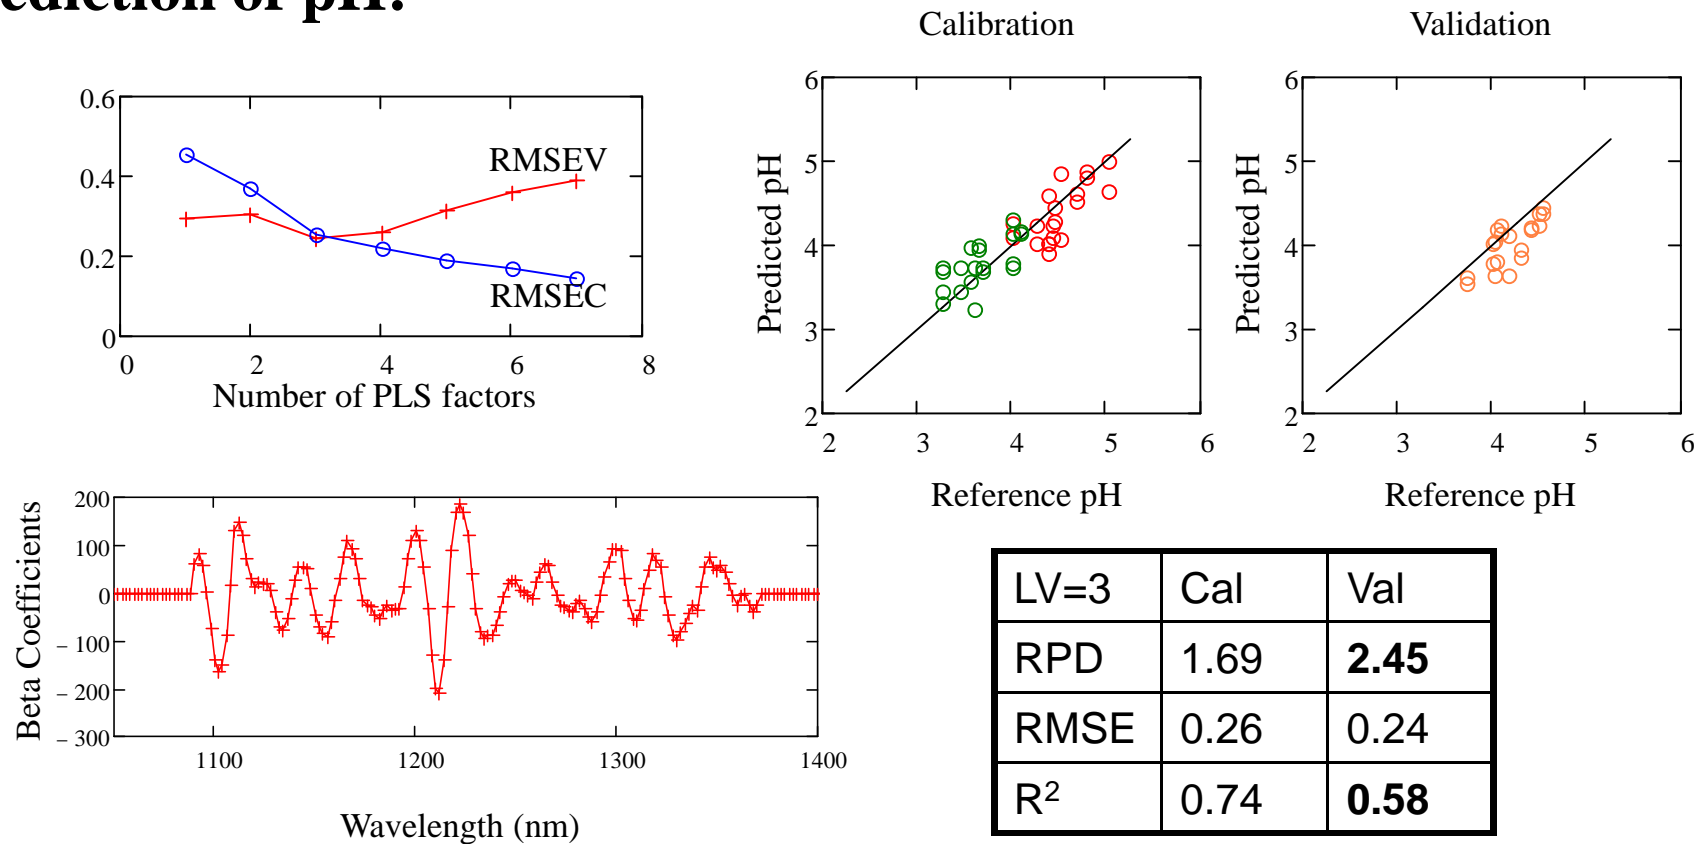 ediction of pH:
Calibration
Validation
0.6
0.4
0.2
0
RMSEV
RMSEC
0 2 4 6 8
Number of PLS factors
Predicted pH
6
5
4
3
2
2 3 4 5 6
Reference pH
Predicted pH
6
5
4
3
2
2 3 4 5 6
Reference pH
Beta Coefficients
200
100
0
− 100
− 200
− 300
1100 1200 1300 1400
Wavelength (nm)
LV=3 Cal Val
RPD 1.69 2.45
RMSE 0.26 0.24
R² 0.74 0.58